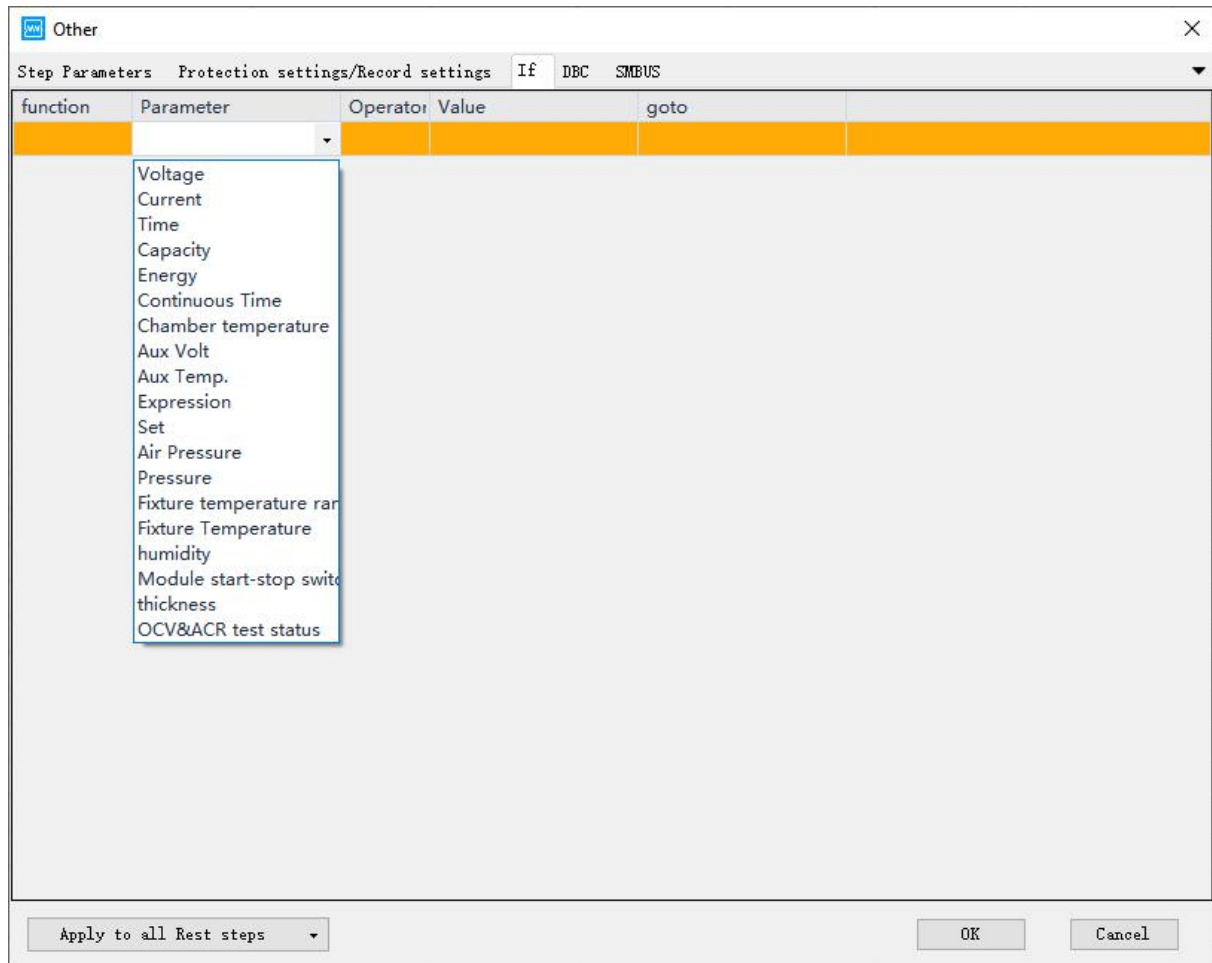 Other
Step Parameters Protection settings/Record settings If DBC SMBUS
function Parameter Operator Value goto
Voltage
Current
Time
Capacity
Energy
Continuous Time
Chamber temperature
Aux Volt
Aux Temp.
Expression
Set
Air Pressure
Pressure
Fixture temperature ran
Fixture Temperature
humidity
Module start-stop switc
thickness
OCV&ACR test status
Apply to all Rest steps OK Cancel